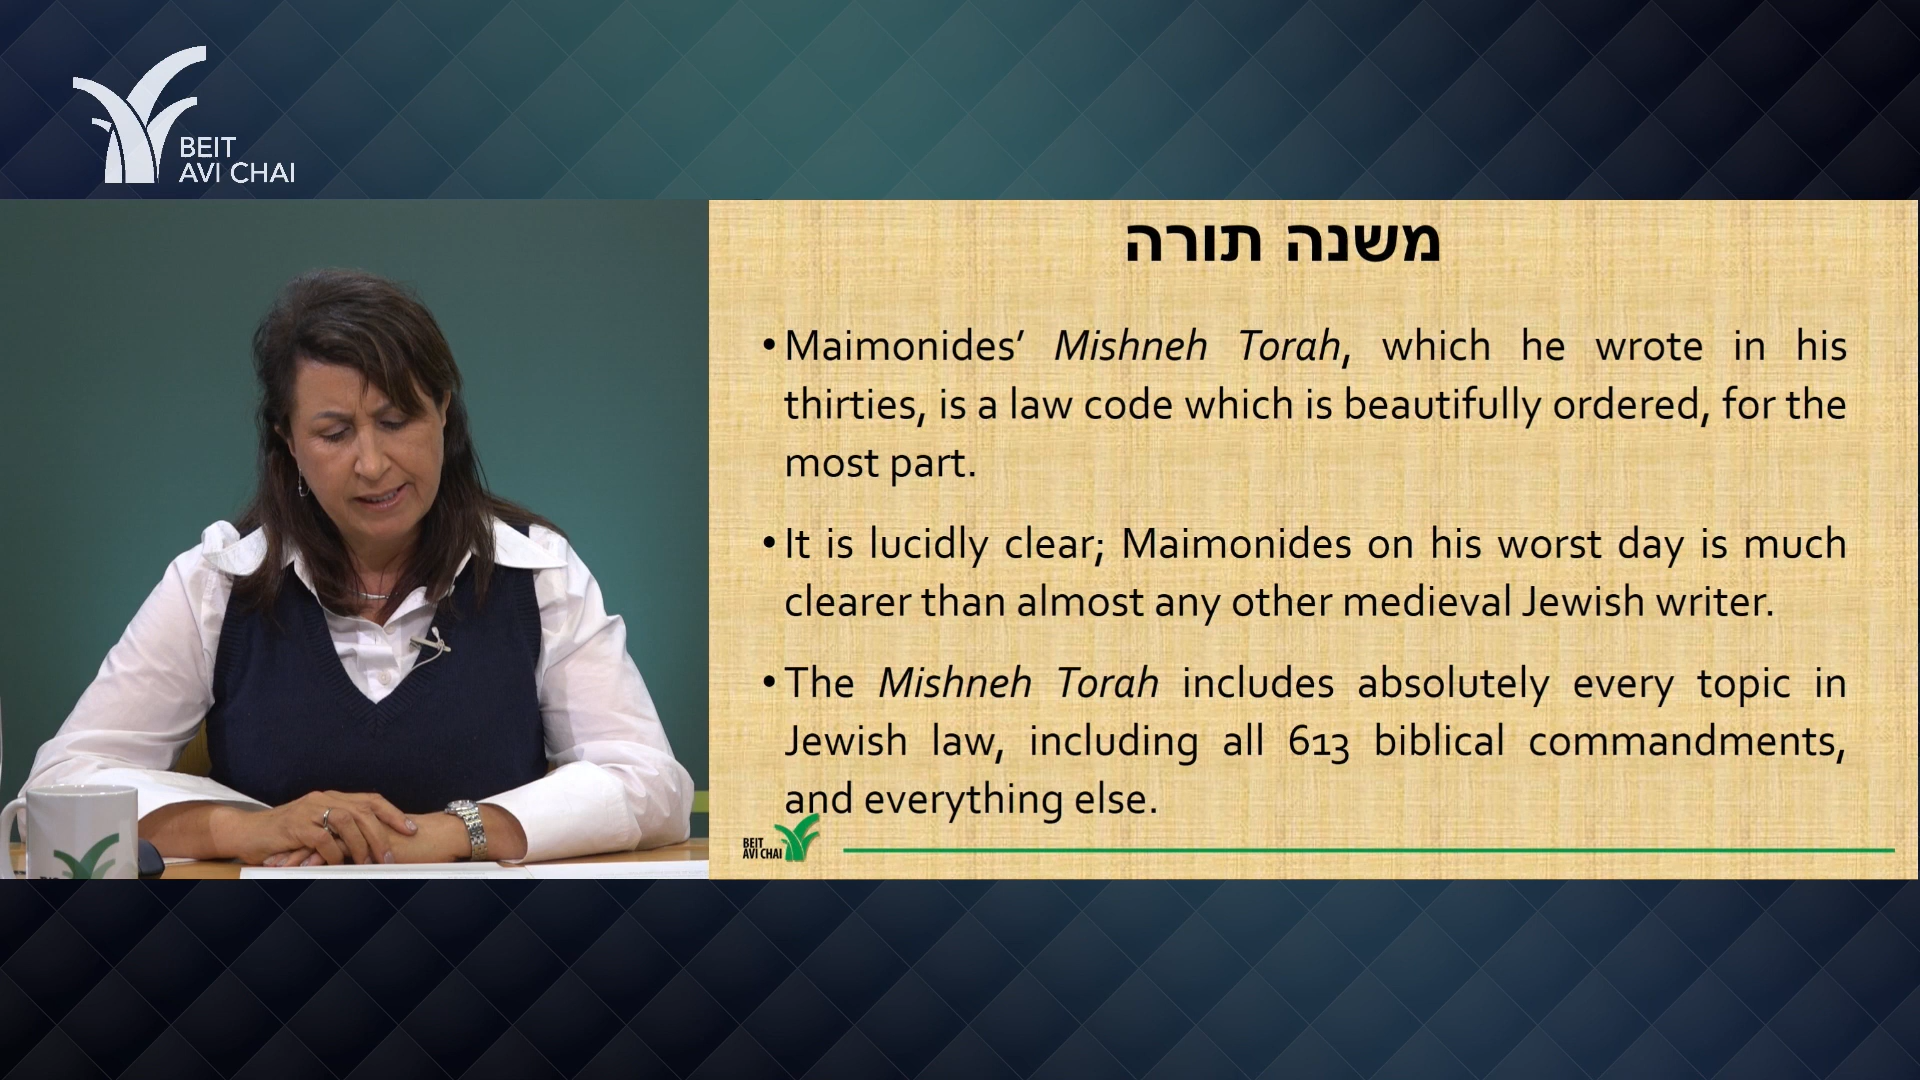 BEIT
AVI CHAI
משנה תורה
•Maimonides’ Mishneh Torah, which he wrote in his
thirties, is a law code which is beautifully ordered, for the
most part.
•It is lucidly clear; Maimonides on his worst day is much
clearer than almost any other medieval Jewish writer.
•The Mishneh Torah includes absolutely every topic in
Jewish law, including all 613 biblical commandments,
and everything else.
BEIT
AVI CHAI